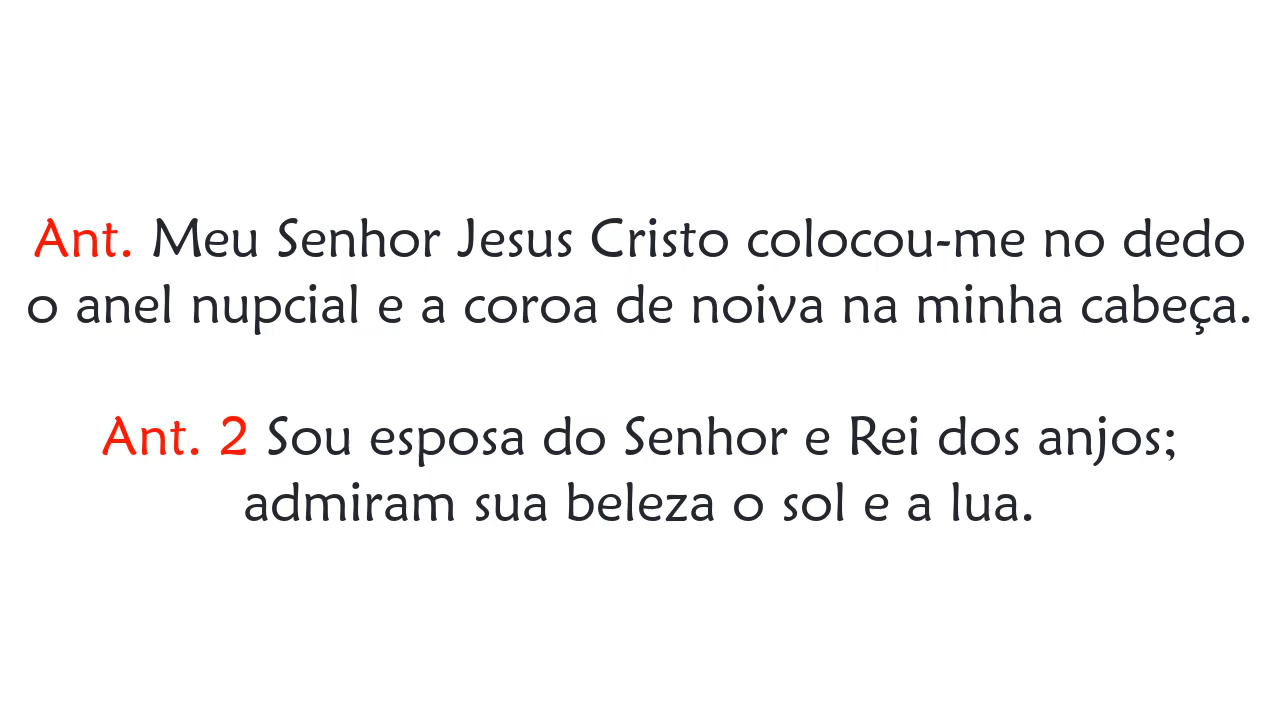 Ant. Meu Senhor Jesus Cristo colocou-me no dedo
o anel nupcial e a coroa de noiva na minha cabeça.
Ant. 2 Sou esposa do Senhor e Rei dos anjos;
admiram sua beleza o sol e a lua.